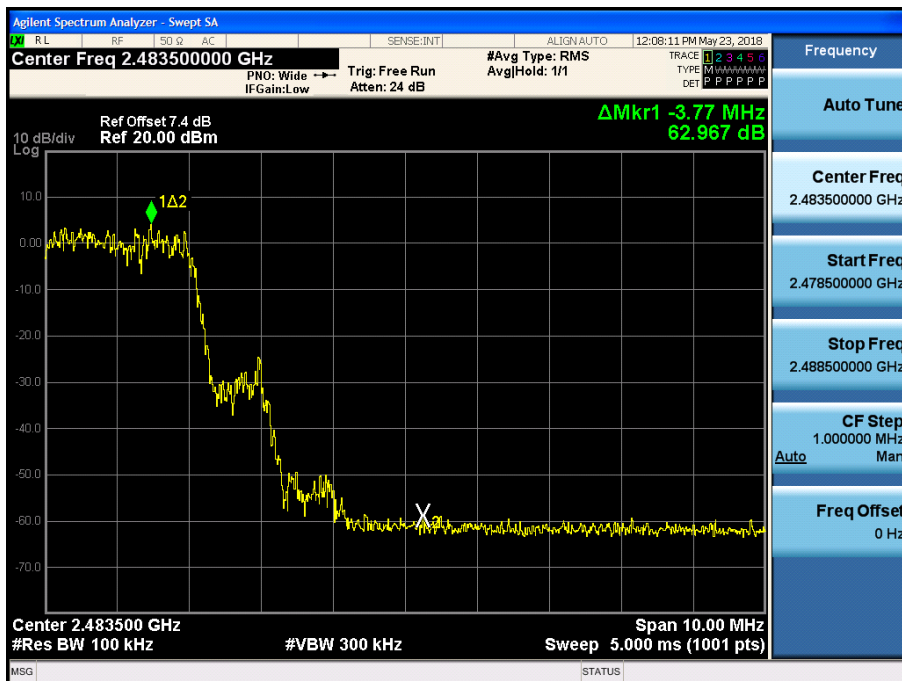 Agilent Spectrum Analyzer - Swept SA
LXI RL RF 50 Ω AC SENSE:INT ALIGN AUTO 12:08:11 PM May 23, 2018
Center Freq 2.483500000 GHz
PNO: Wide
IFGain:Low
Trig: Free Run
Atten: 24 dB
#Avg Type: RMS
Avg|Hold: 1/1
TRACE 1 2 3 4 5 6
TYPE M
DET P P P P P P
ΔMkr1 -3.77 MHz
62.967 dB
Ref Offset 7.4 dB
10 dB/div Ref 20.00 dBm
Log
10.0
0.00
-10.0
-20.0
-30.0
-40.0
-50.0
-60.0
-70.0
1Δ2
Center 2.483500 GHz Span 10.00 MHz
#Res BW 100 kHz #VBW 300 kHz Sweep 5.000 ms (1001 pts)
MSG STATUS
Frequency
Auto Tune
Center Freq
2.483500000 GHz
Start Freq
2.478500000 GHz
Stop Freq
2.488500000 GHz
CF Step
1.000000 MHz
Auto Man
Freq Offset
0 Hz